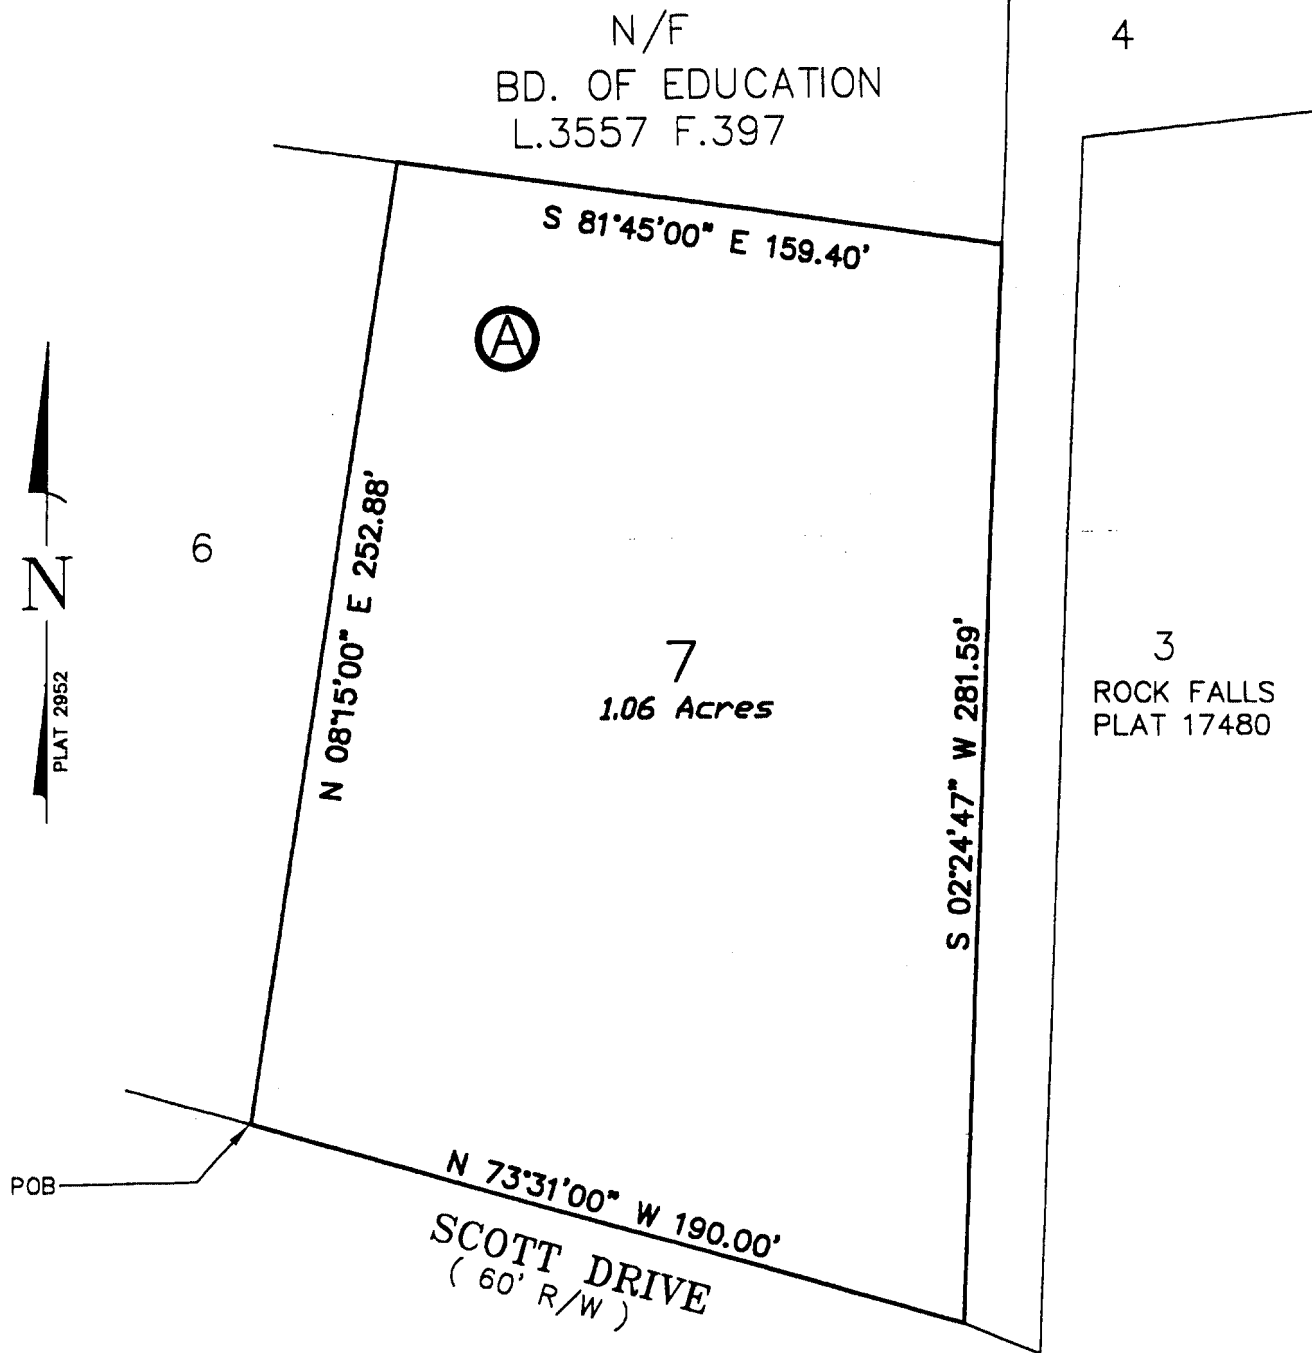 N/F
BD. OF EDUCATION
L.3557 F.397
4
S 81°45'00" E 159.40'
A
N 08°15'00" E 252.88'
6
N
PLAT 2952
7
1.06 Acres
S 02°24'47" W 281.59'
3
ROCK FALLS
PLAT 17480
POB
N 73°31'00" W 190.00'
SCOTT DRIVE
( 60' R/W )